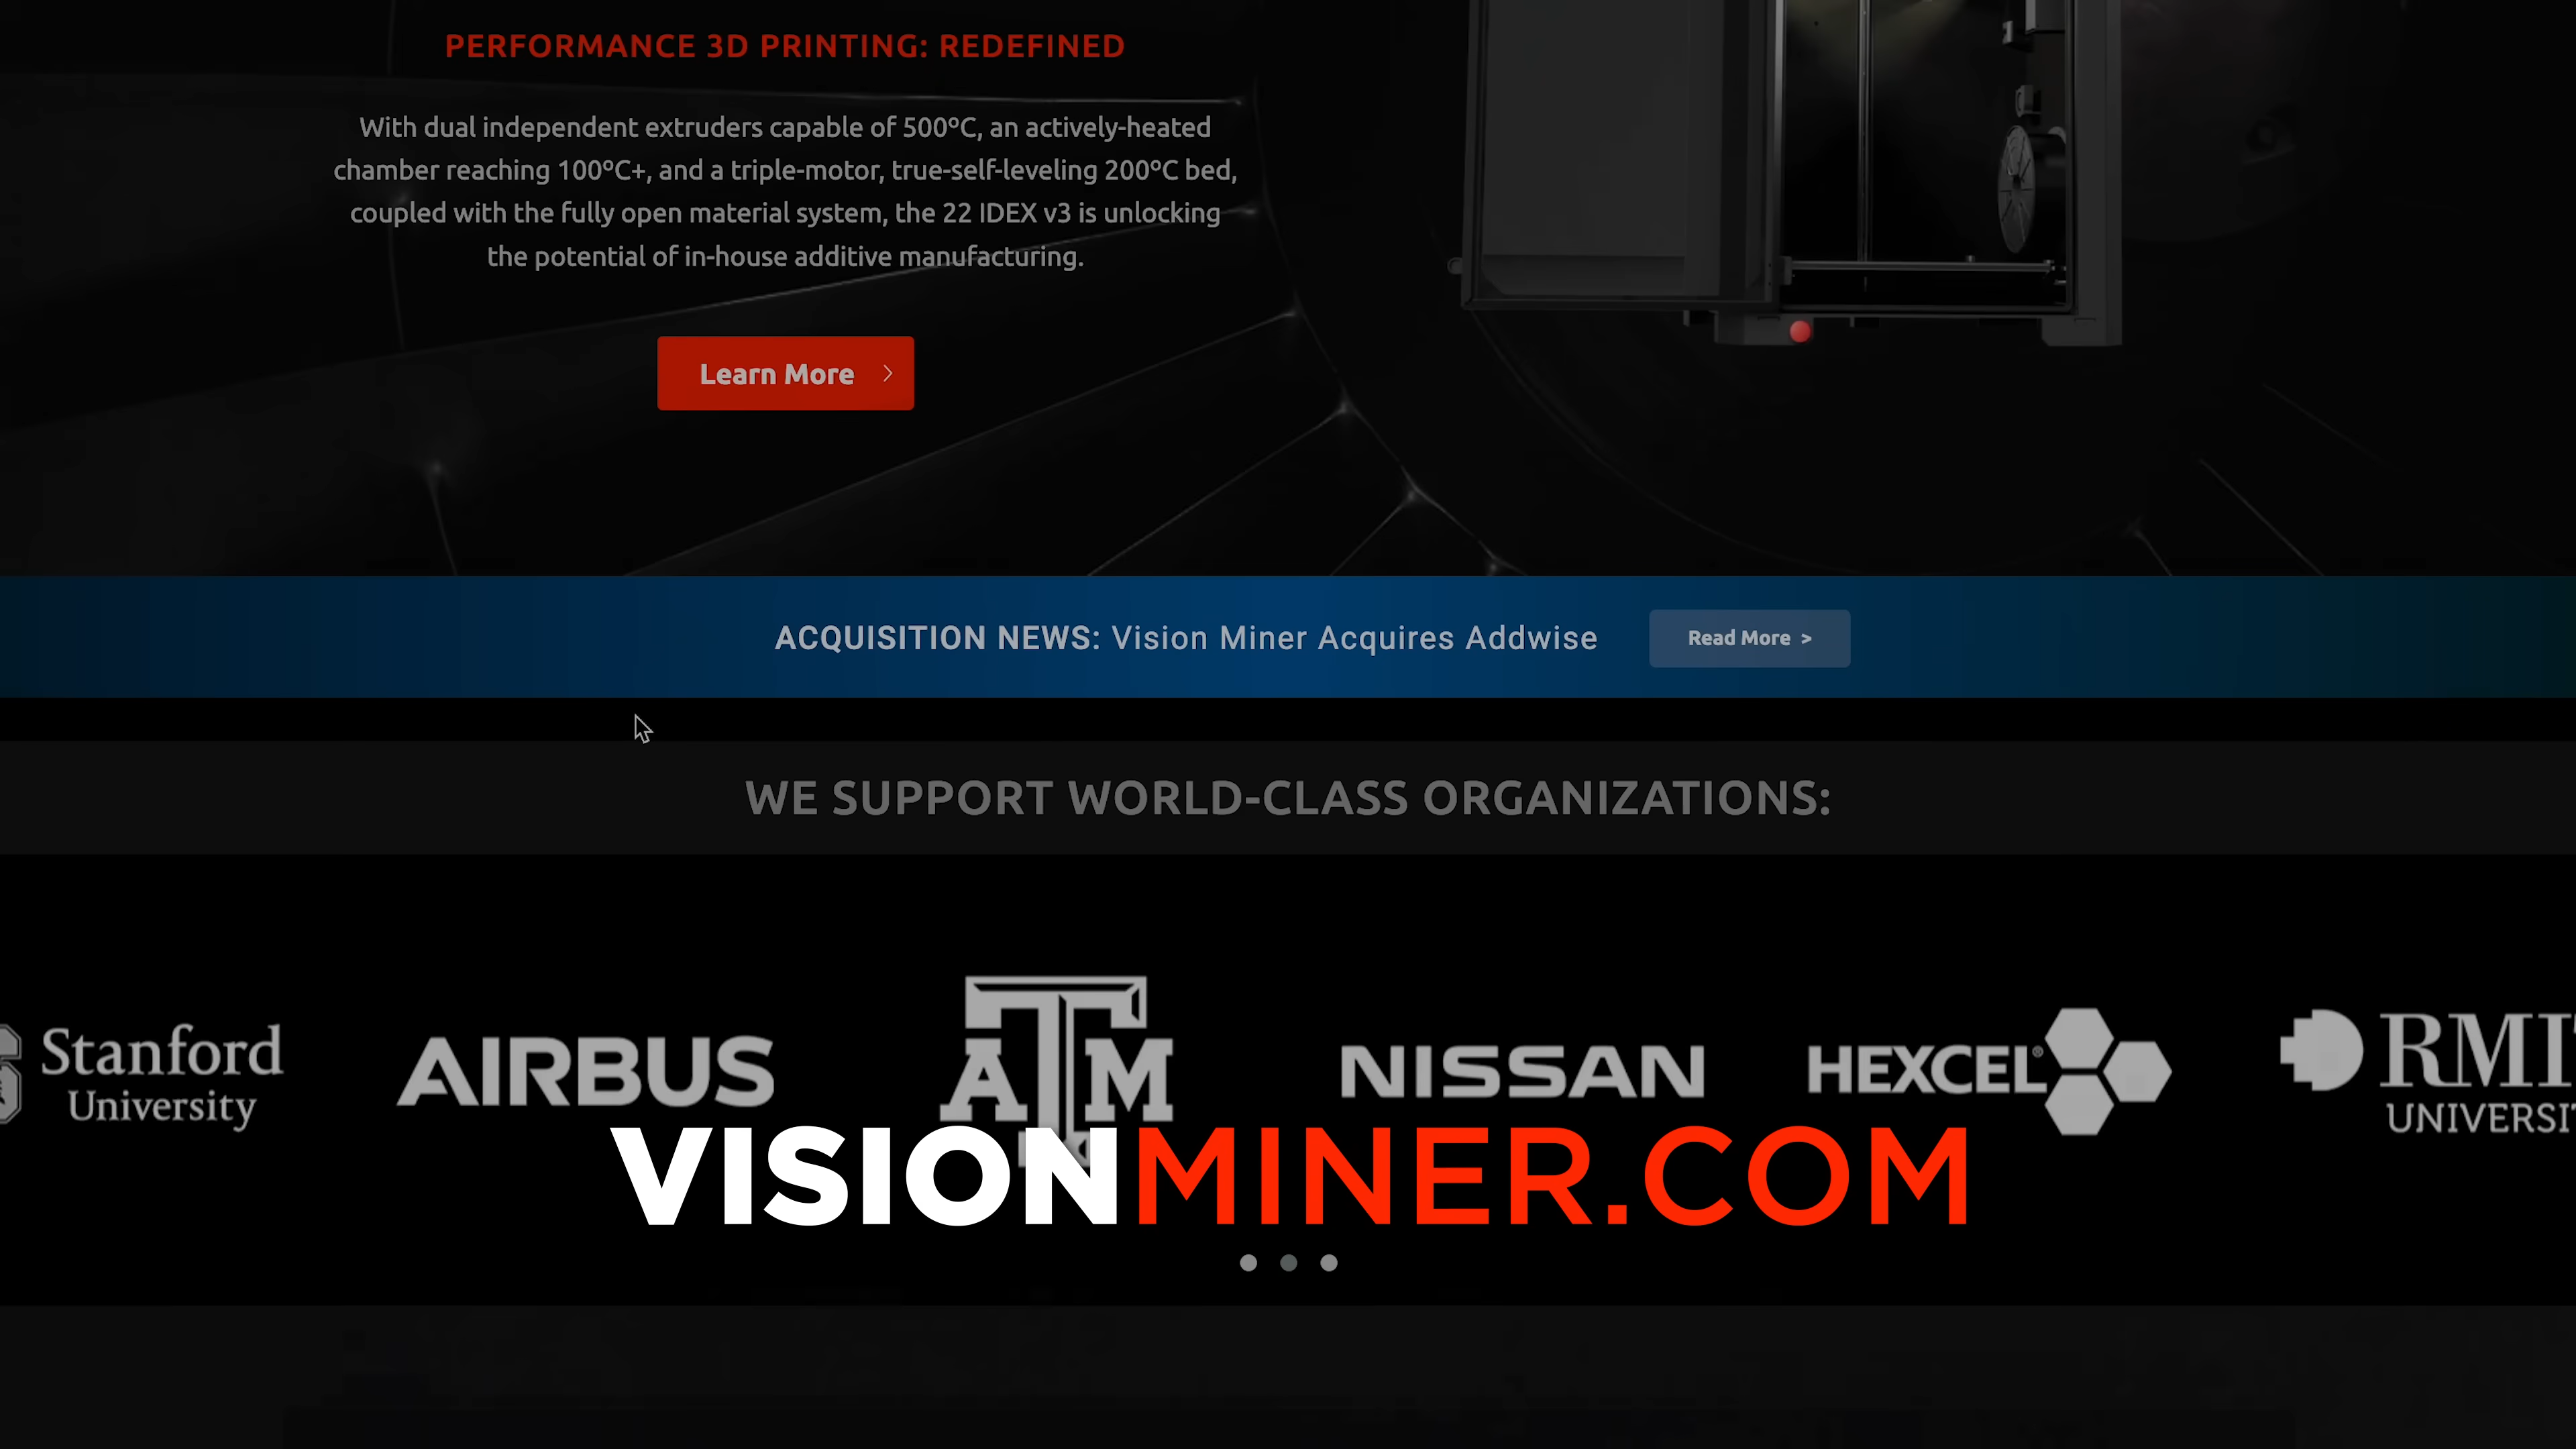 PERFORMANCE 3D PRINTING: REDEFINED
With dual independent extruders capable of 500ºC, an actively-heated
chamber reaching 100ºC+, and a triple-motor, true-self-leveling 200ºC bed,
coupled with the fully open material system, the 22 IDEX v3 is unlocking
the potential of in-house additive manufacturing.
Learn More >
ACQUISITION NEWS: Vision Miner Acquires Addwise
Read More >
WE SUPPORT WORLD-CLASS ORGANIZATIONS:
Stanford
University
AIRBUS
ATM
NISSAN
HEXCEL®
RMI
UNIVERSI
VISIONMINER.COM